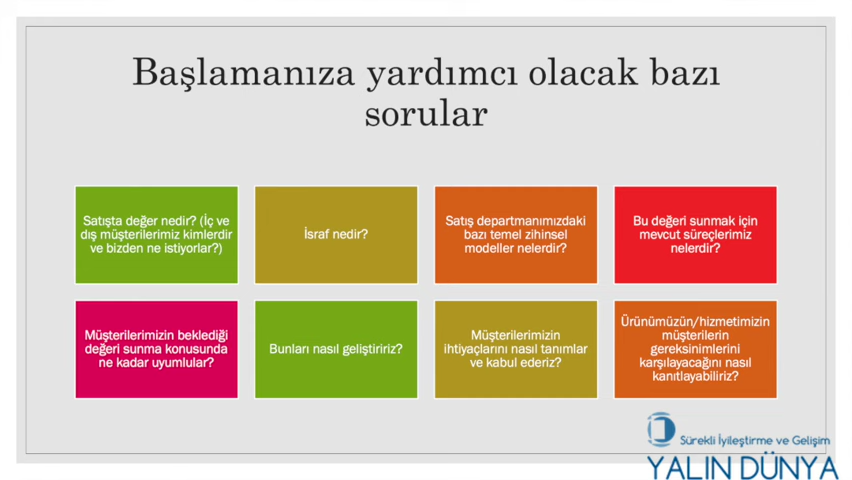 Başlamanıza yardımcı olacak bazı
sorular
Satışta değer nedir? (İç ve
dış müşterilerimiz kimlerdir
ve bizden ne istiyorlar?)
İsraf nedir?
Satış departmanımızdaki
bazı temel zihinsel
modeller nelerdir?
Bu değeri sunmak için
mevcut süreçlerimiz
nelerdir?
Müşterilerimizin beklediği
değeri sunma konusunda
ne kadar uyumlular?
Bunları nasıl geliştiririz?
Müşterilerimizin
ihtiyaçlarını nasıl tanımlar
ve kabul ederiz?
Ürünümüzün/hizmetimizin
müşterilerin
gereksinimlerini
karşılayacağını nasıl
kanıtlayabiliriz?
Sürekli İyileştirme ve Gelişim
YALIN DÜNYA